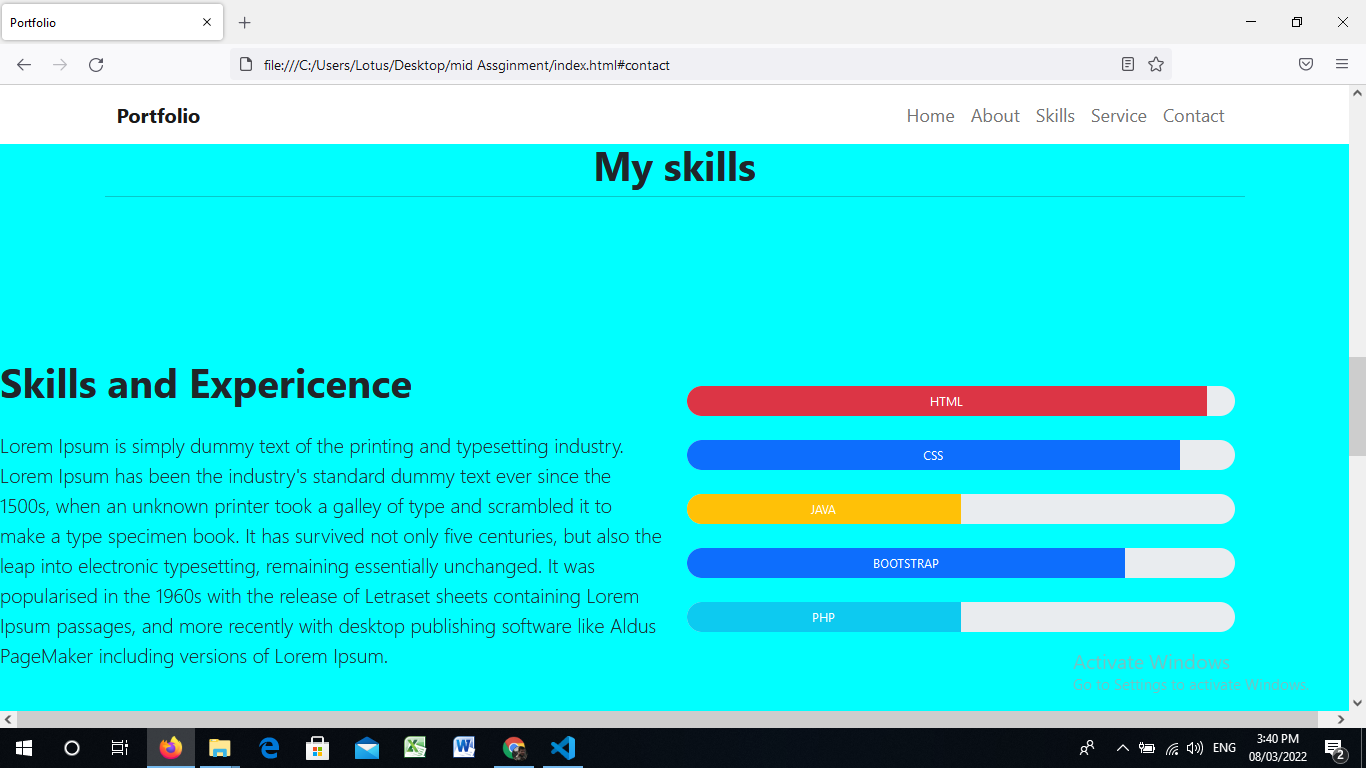 Portfolio
file:///C:/Users/Lotus/Desktop/mid Assginment/index.html#contact
Portfolio
Home About Skills Service Contact
My skills
Skills and Expericence
Lorem Ipsum is simply dummy text of the printing and typesetting industry.
Lorem Ipsum has been the industry's standard dummy text ever since the
1500s, when an unknown printer took a galley of type and scrambled it to
make a type specimen book. It has survived not only five centuries, but also the
leap into electronic typesetting, remaining essentially unchanged. It was
popularised in the 1960s with the release of Letraset sheets containing Lorem
Ipsum passages, and more recently with desktop publishing software like Aldus
PageMaker including versions of Lorem Ipsum.
HTML
CSS
JAVA
BOOTSTRAP
PHP
Activate Windows
Go to Settings to activate Windows.
ENG
3:40 PM
08/03/2022
2